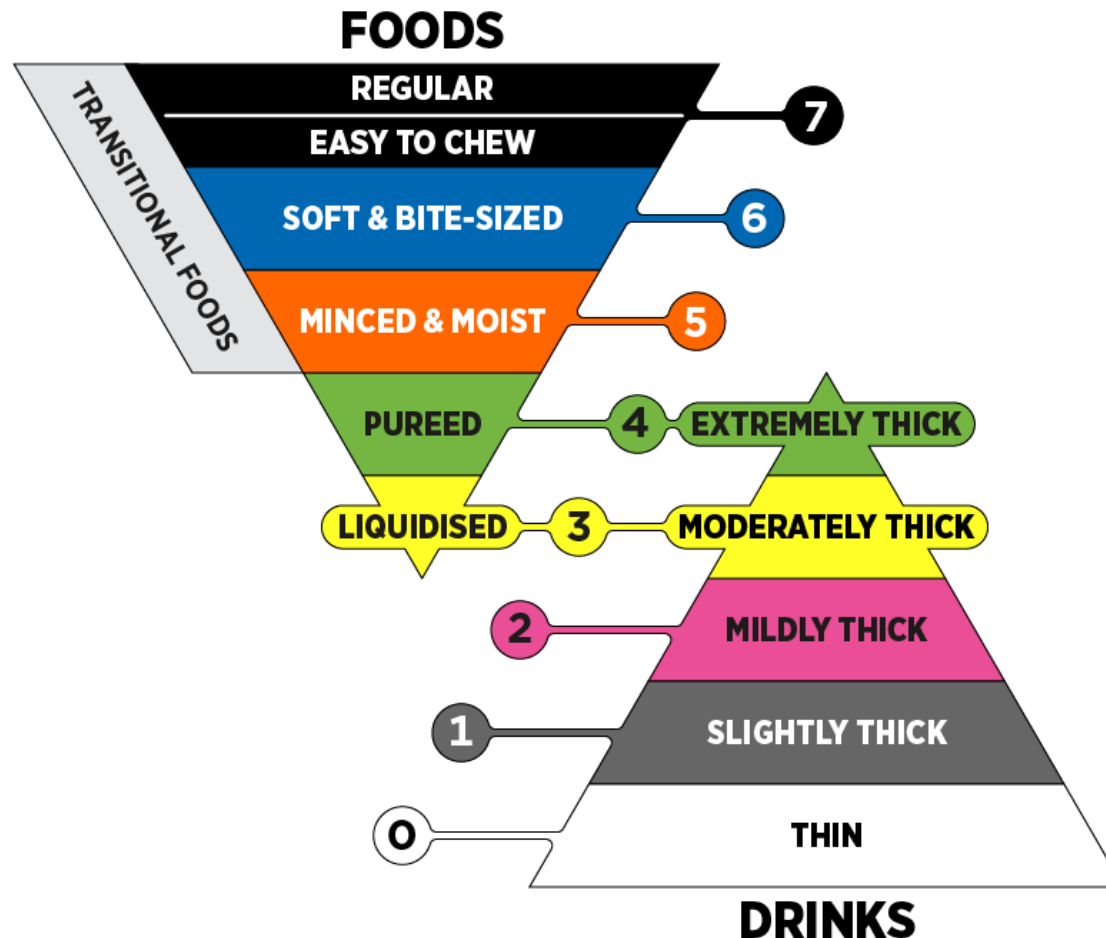 FOODS
TRANSITIONAL FOODS
REGULAR
7
EASY TO CHEW
SOFT & BITE-SIZED
6
MINCED & MOIST
5
PUREED
4
EXTREMELY THICK
LIQUIDISED
3
MODERATELY THICK
2
MILDLY THICK
1
SLIGHTLY THICK
0
THIN
DRINKS